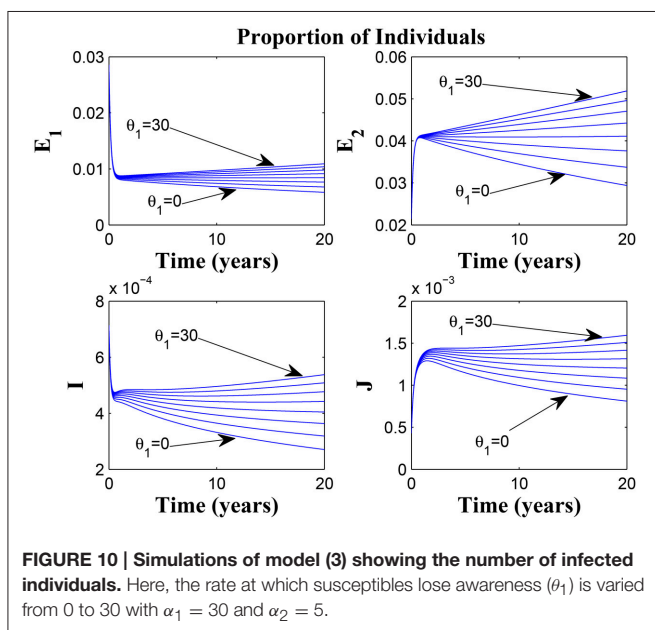 Proportion of Individuals
0.03
0.02
0.01
0
E₁
θ₁=30
θ₁=0
0
10
20
Time (years)
0.06
0.05
0.04
0.03
0.02
E₂
θ₁=30
θ₁=0
0
10
20
Time (years)
x 10⁻⁴
8
6
4
2
I
θ₁=30
θ₁=0
0
10
20
Time (years)
x 10⁻³
2
1.5
1
0.5
0
J
θ₁=30
θ₁=0
0
10
20
Time (years)
FIGURE 10 | Simulations of model (3) showing the number of infected
individuals. Here, the rate at which susceptibles lose awareness (θ₁) is varied
from 0 to 30 with α₁ = 30 and α₂ = 5.